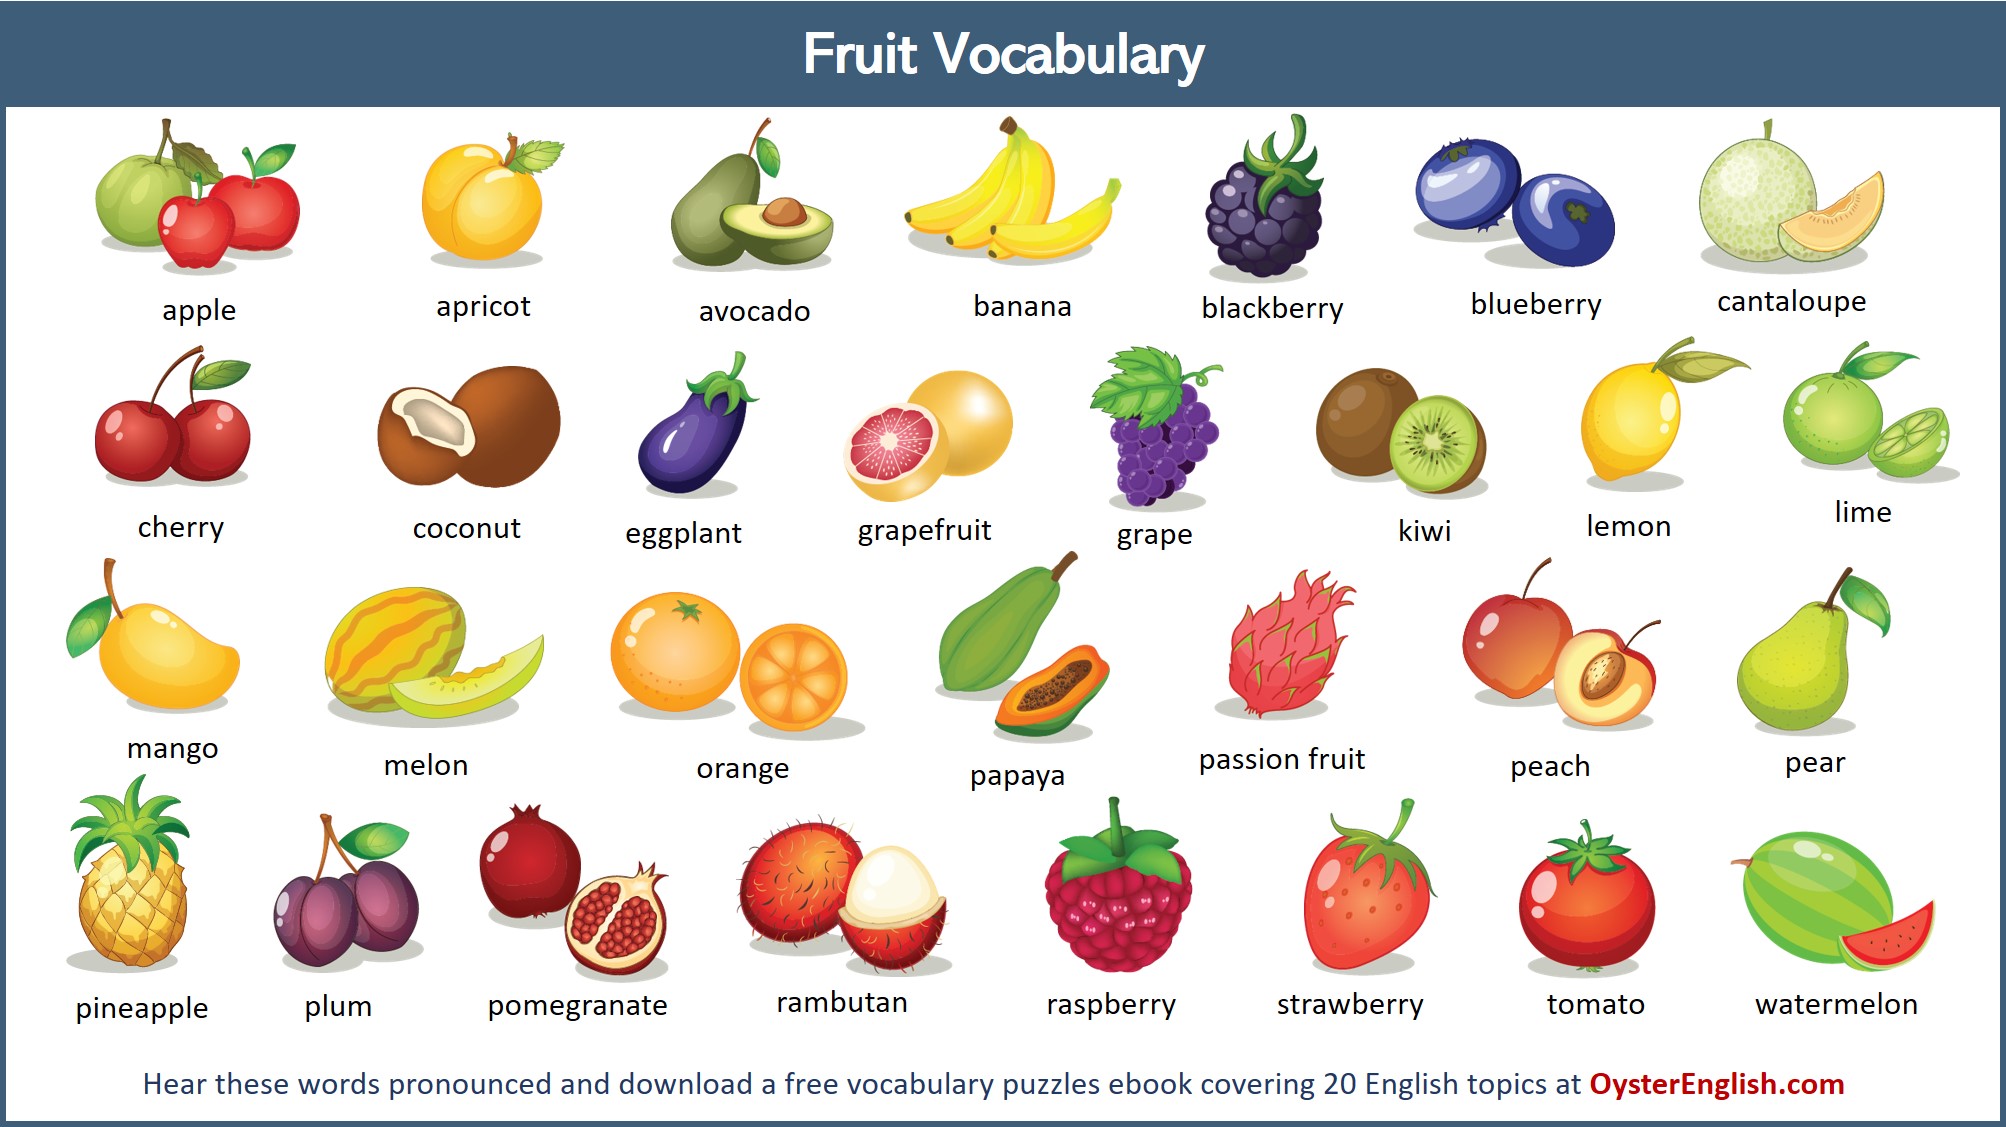 Fruit Vocabulary
apple
apricot
avocado
banana
blackberry
blueberry
cantaloupe
cherry
coconut
eggplant
grapefruit
grape
kiwi
lemon
lime
mango
melon
orange
papaya
passion fruit
peach
pear
pineapple
plum
pomegranate
rambutan
raspberry
strawberry
tomato
watermelon
Hear these words pronounced and download a free vocabulary puzzles ebook covering 20 English topics at OysterEnglish.com